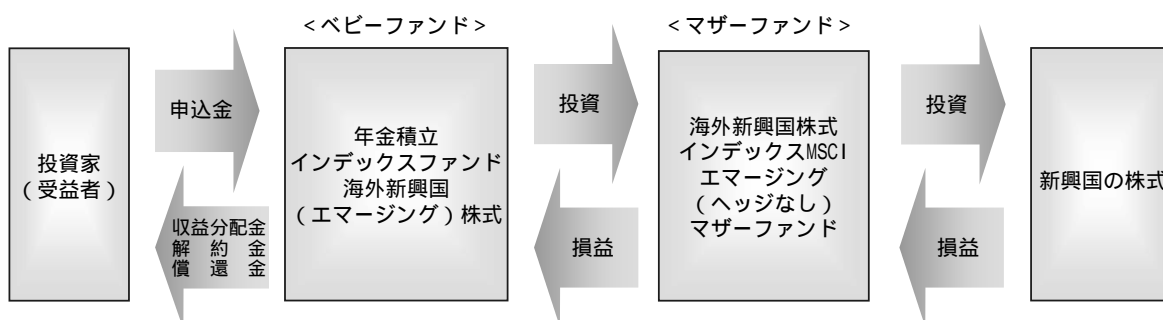 <ベビーファンド>
<マザーファンド>
投資家
(受益者)
申込金
収益分配金
解約金
償還金
年金積立
インデックスファンド
海外新興国
(エマージング)株式
投資
損益
海外新興国株式
インデックスMSCI
エマージング
(ヘッジなし)
マザーファンド
投資
損益
新興国の株式